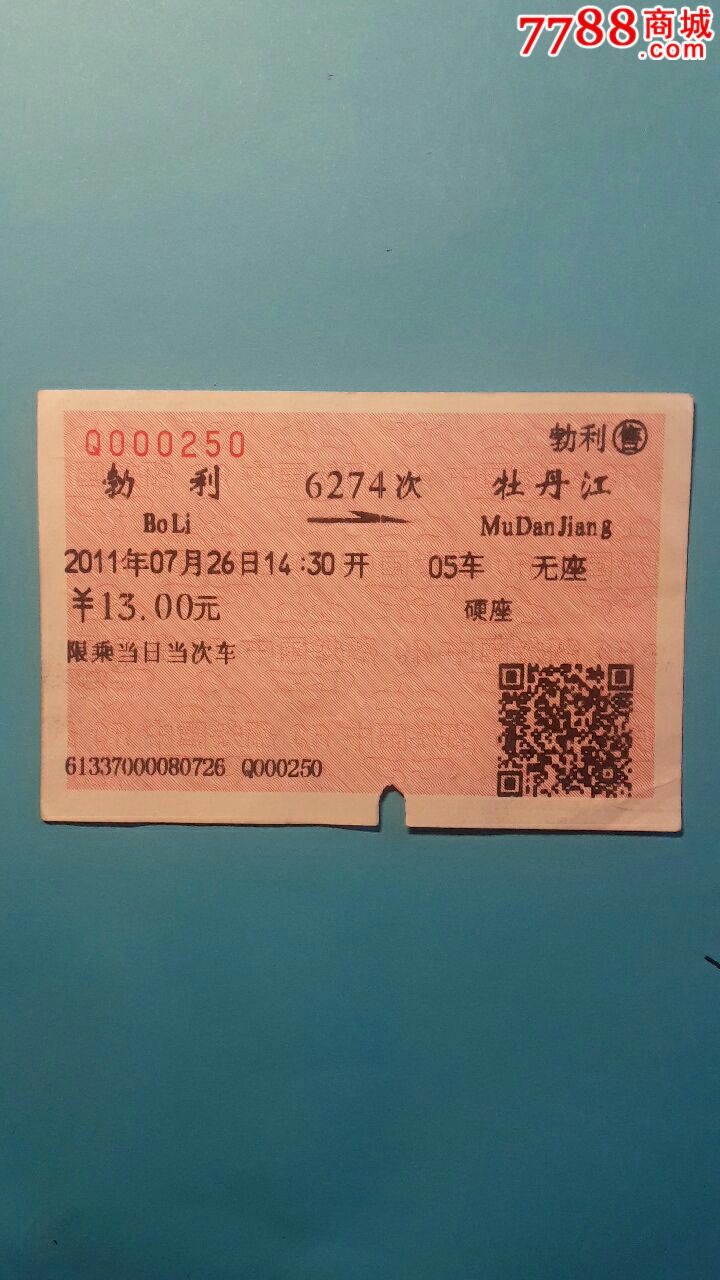 7788商城
.com
Q000250 勃利售
勃利 6274次 牡丹江
BoLi MuDanJiang
2011年07月26日14:30开 05车 无座
¥13.00元 硬座
限乘当日当次车
61337000080726 Q000250